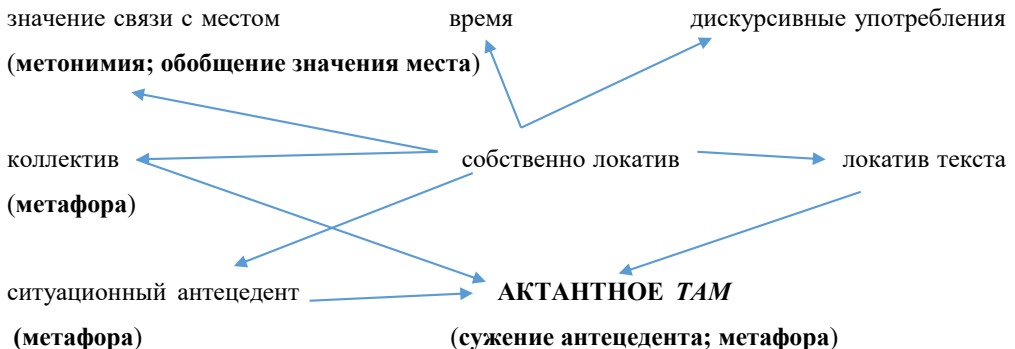 значение связи с местом время дискурсивные употребления
(метонимия; обобщение значения места)
коллектив собственно локатив локатив текста
(метафора)
ситуационный антецедент АКТАНТНОЕ ТАМ
(метафора) (сужение антецедента; метафора)